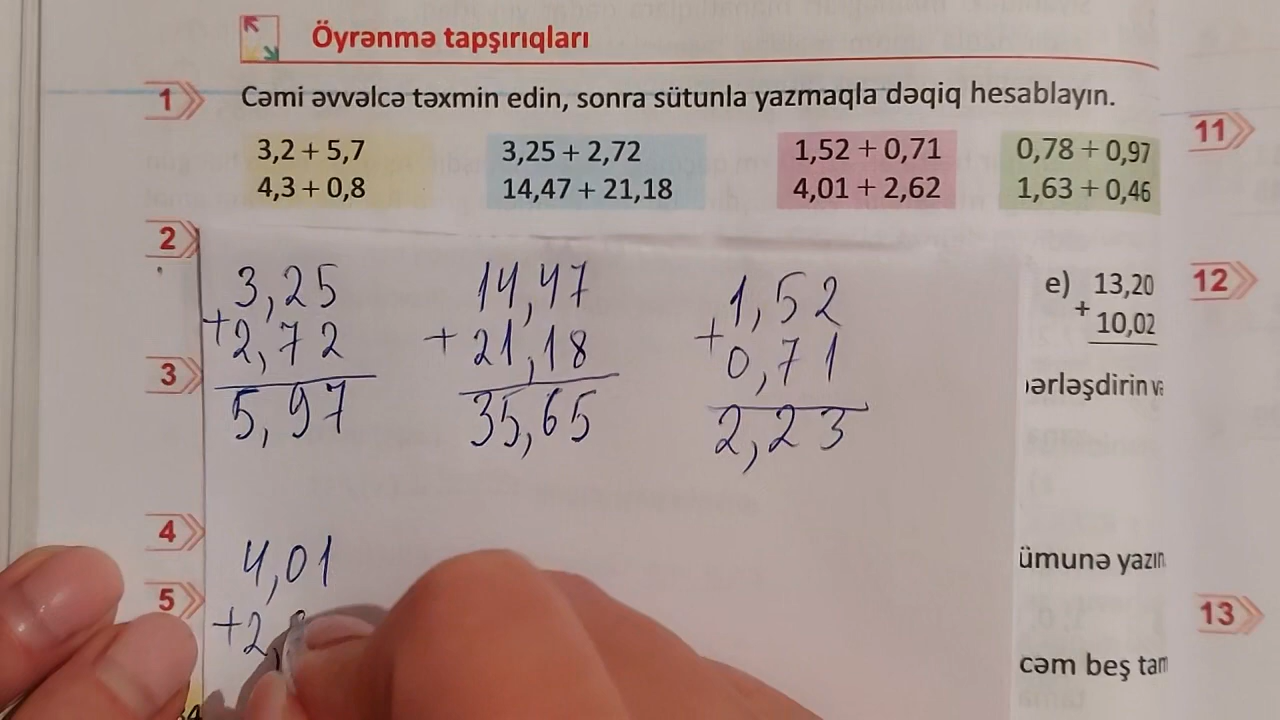 Öyrənmə tapşırıqları
1
Cəmi əvvəlcə təxmin edin, sonra sütunla yazmaqla dəqiq hesablayın.
3,2 + 5,7
4,3 + 0,8
3,25 + 2,72
14,47 + 21,18
1,52 + 0,71
4,01 + 2,62
0,78 + 0,97
1,63 + 0,46
2
3
4
5
3,25
+2,72
5,97
14,47
+ 21,18
35,65
1,52
+ 0,71
2,23
4,01
+2,
e) 13,20
+ 10,02
ərləşdirin
ümunə yazın
cəm beş tam
11
12
13